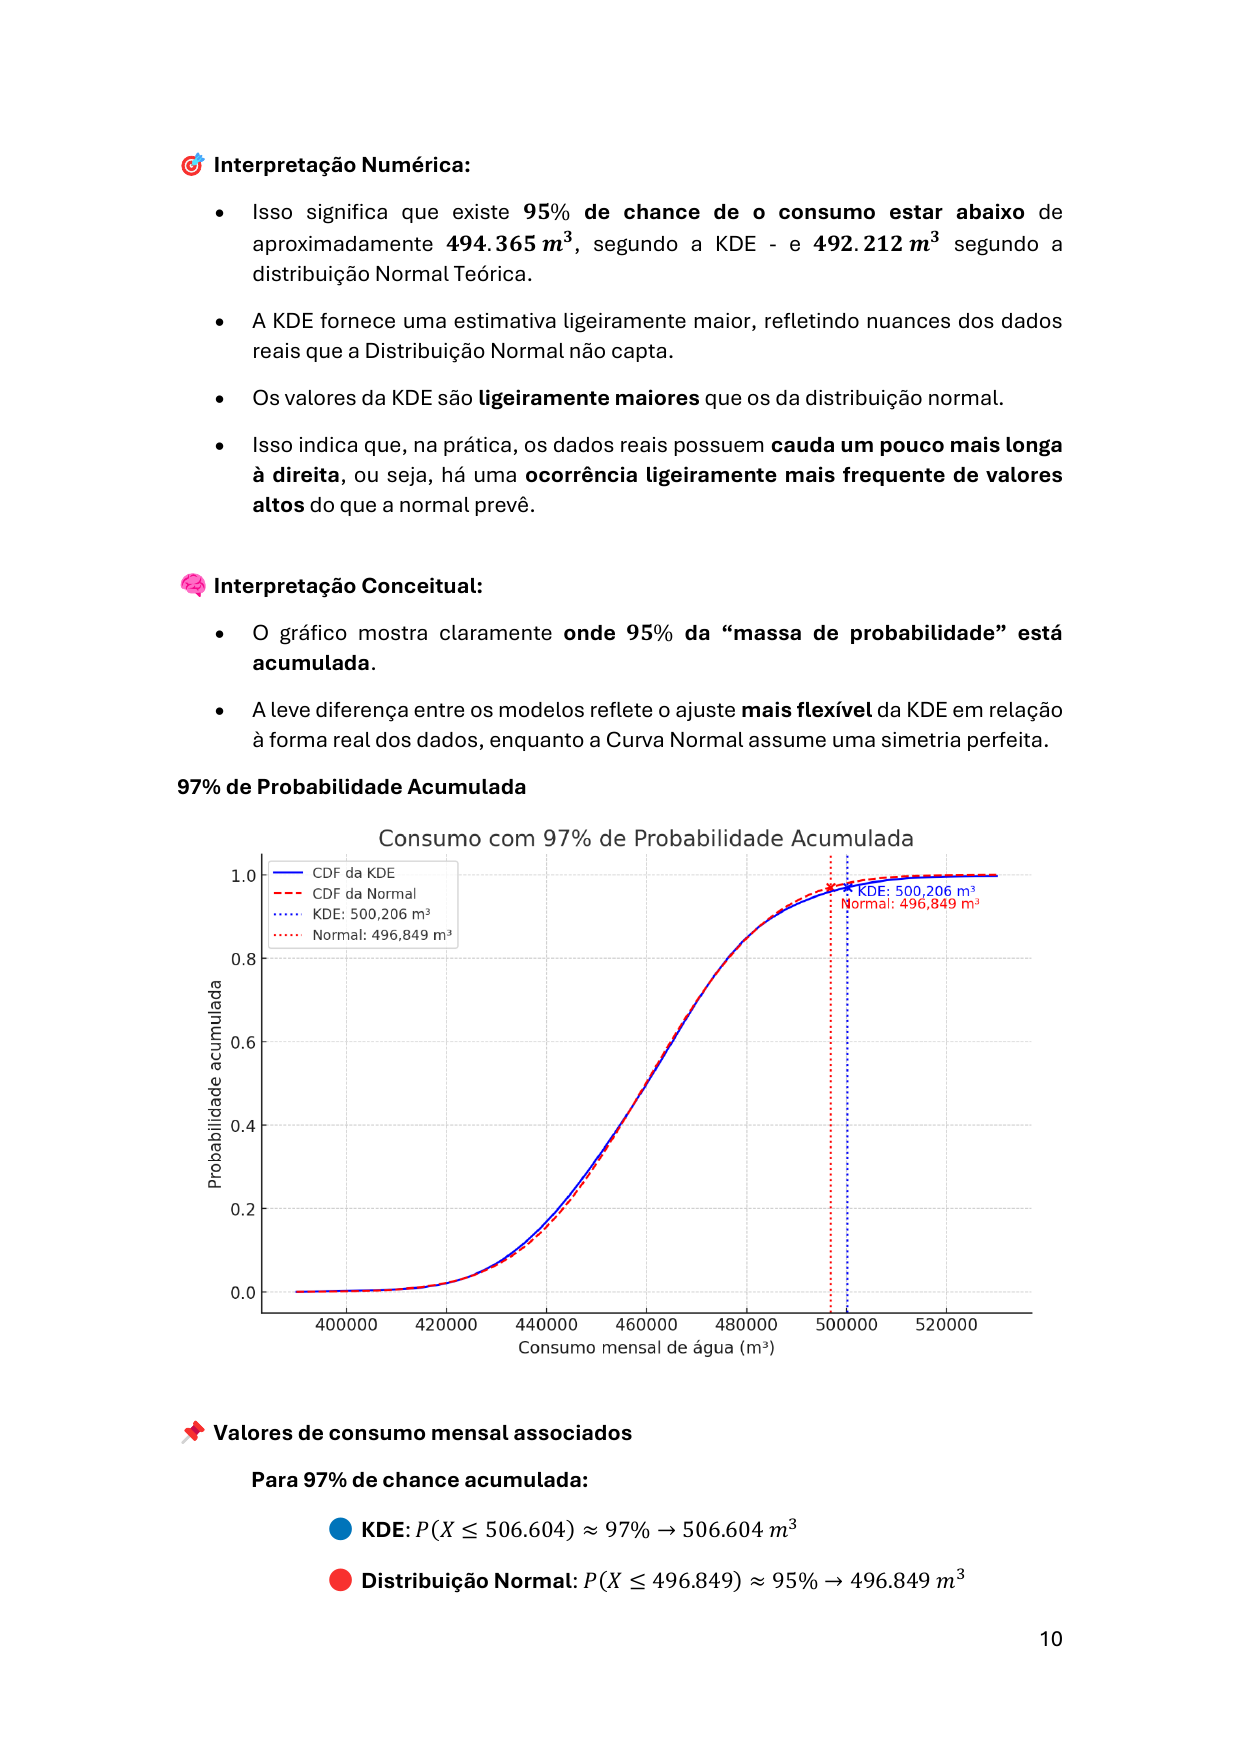 🎯 Interpretação Numérica:
• Isso significa que existe 95% de chance de o consumo estar abaixo de
aproximadamente 494.365 m³, segundo a KDE - e 492.212 m³ segundo a
distribuição Normal Teórica.
• A KDE fornece uma estimativa ligeiramente maior, refletindo nuances dos dados
reais que a Distribuição Normal não capta.
• Os valores da KDE são ligeiramente maiores que os da distribuição normal.
• Isso indica que, na prática, os dados reais possuem cauda um pouco mais longa
à direita, ou seja, há uma ocorrência ligeiramente mais frequente de valores
altos do que a normal prevê.
🧠 Interpretação Conceitual:
• O gráfico mostra claramente onde 95% da “massa de probabilidade” está
acumulada.
• A leve diferença entre os modelos reflete o ajuste mais flexível da KDE em relação
à forma real dos dados, enquanto a Curva Normal assume uma simetria perfeita.
97% de Probabilidade Acumulada
Consumo com 97% de Probabilidade Acumulada
CDF da KDE
CDF da Normal
KDE: 500,206 m³
Normal: 496,849 m³
KDE: 500,206 m³
Normal: 496,849 m³
Probabilidade acumulada
1.0
0.8
0.6
0.4
0.2
0.0
400000 420000 440000 460000 480000 500000 520000
Consumo mensal de água (m³)
📌 Valores de consumo mensal associados
Para 97% de chance acumulada:
🔵 KDE: P(X ≤ 506.604) ≈ 97% → 506.604 m³
🔴 Distribuição Normal: P(X ≤ 496.849) ≈ 95% → 496.849 m³
10